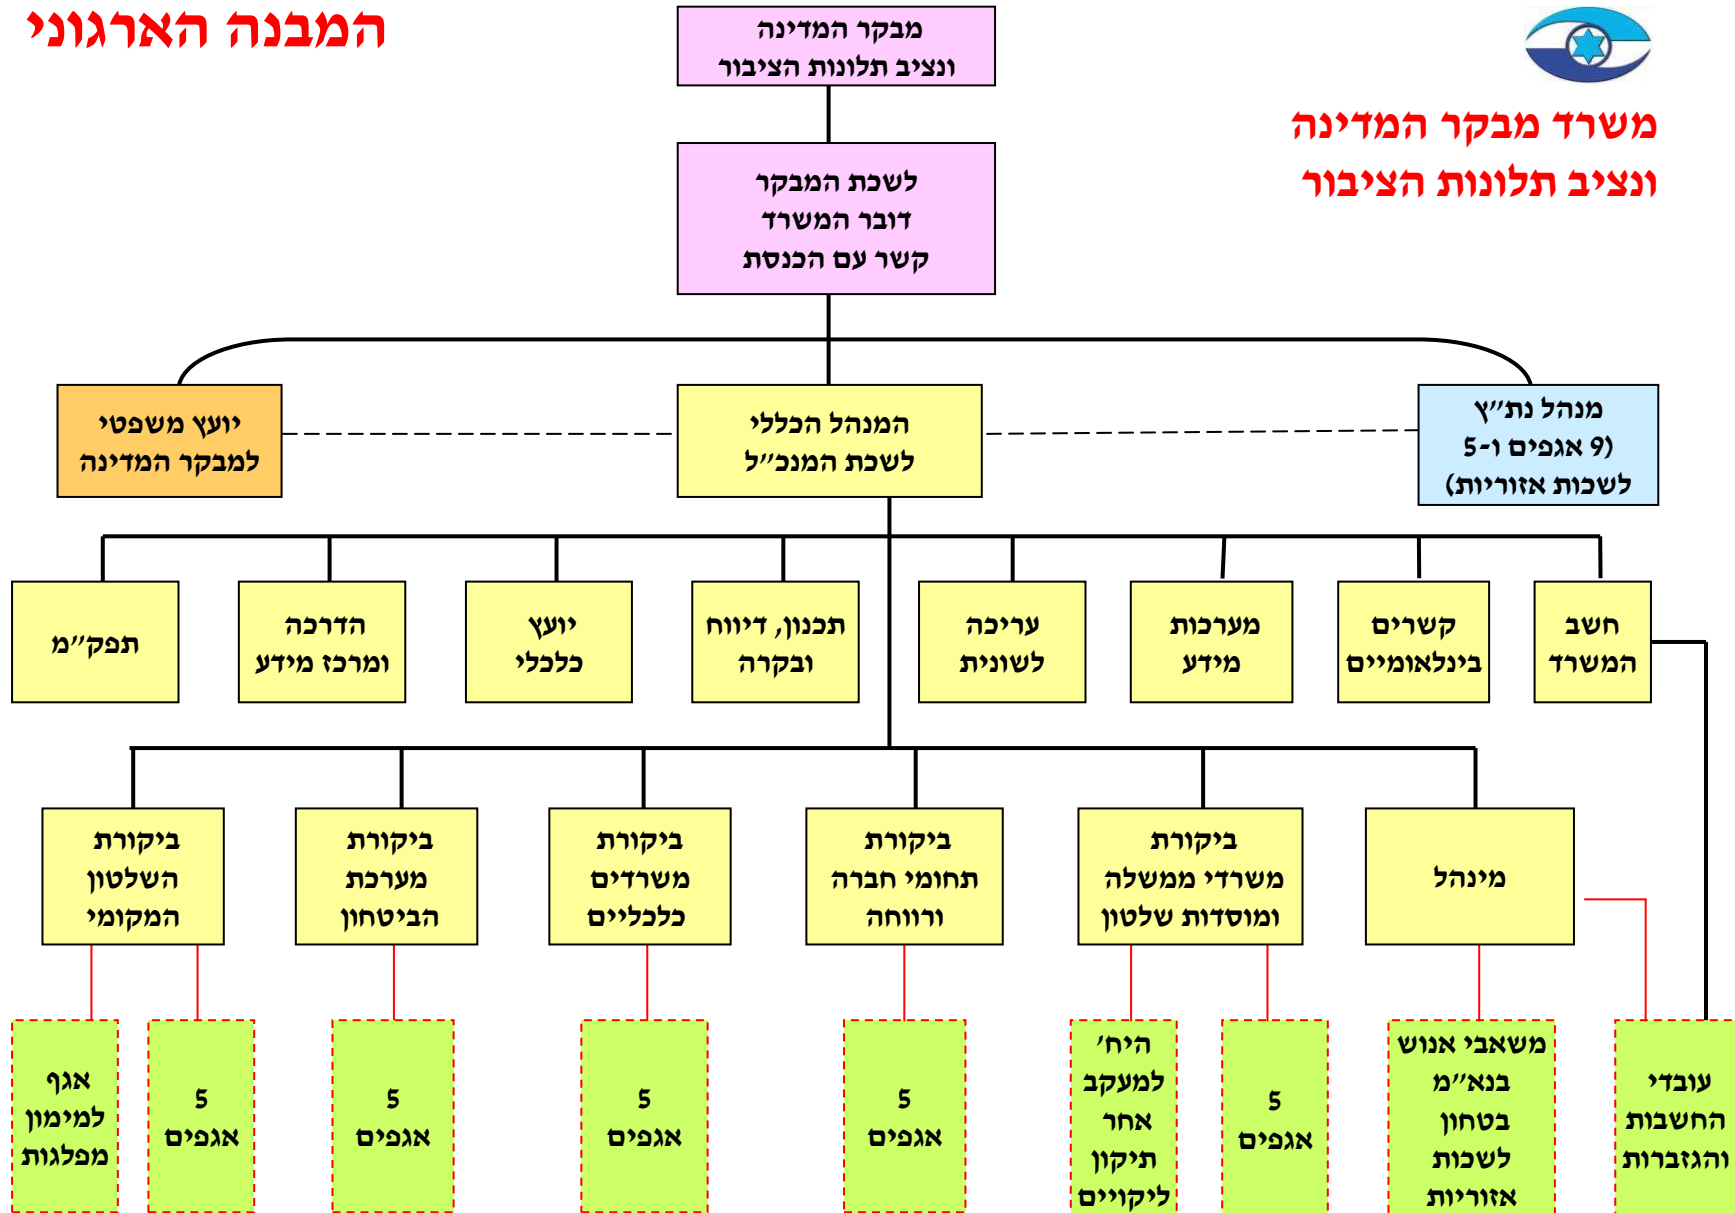 המבנה הארגוני
משרד מבקר המדינה
ונציב תלונות הציבור
מבקר המדינה
ונציב תלונות הציבור
לשכת המבקר
דובר המשרד
קשר עם הכנסת
מנהל נת״ץ
(9 אגפים ו-5
לשכות אזוריות)
המנהל הכללי
לשכת המנכ״ל
יועץ משפטי
למבקר המדינה
חשב
המשרד
קשרים
בינלאומיים
מערכות
מידע
עריכה
לשונית
תכנון, דיווח
ובקרה
יועץ
כלכלי
הדרכה
ומרכז מידע
תפק״מ
מינהל
ביקורת
משרדי ממשלה
ומוסדות שלטון
ביקורת
תחומי חברה
ורווחה
ביקורת
משרדים
כלכליים
ביקורת
מערכת
הביטחון
ביקורת
השלטון
המקומי
עובדי
החשבות
והגזברות
משאבי אנוש
בנא״מ
בטחון
לשכות
אזוריות
5
אגפים
היח׳
למעקב
אחר
תיקון
ליקויים
5
אגפים
5
אגפים
5
אגפים
5
אגפים
אגף
למימון
מפלגות